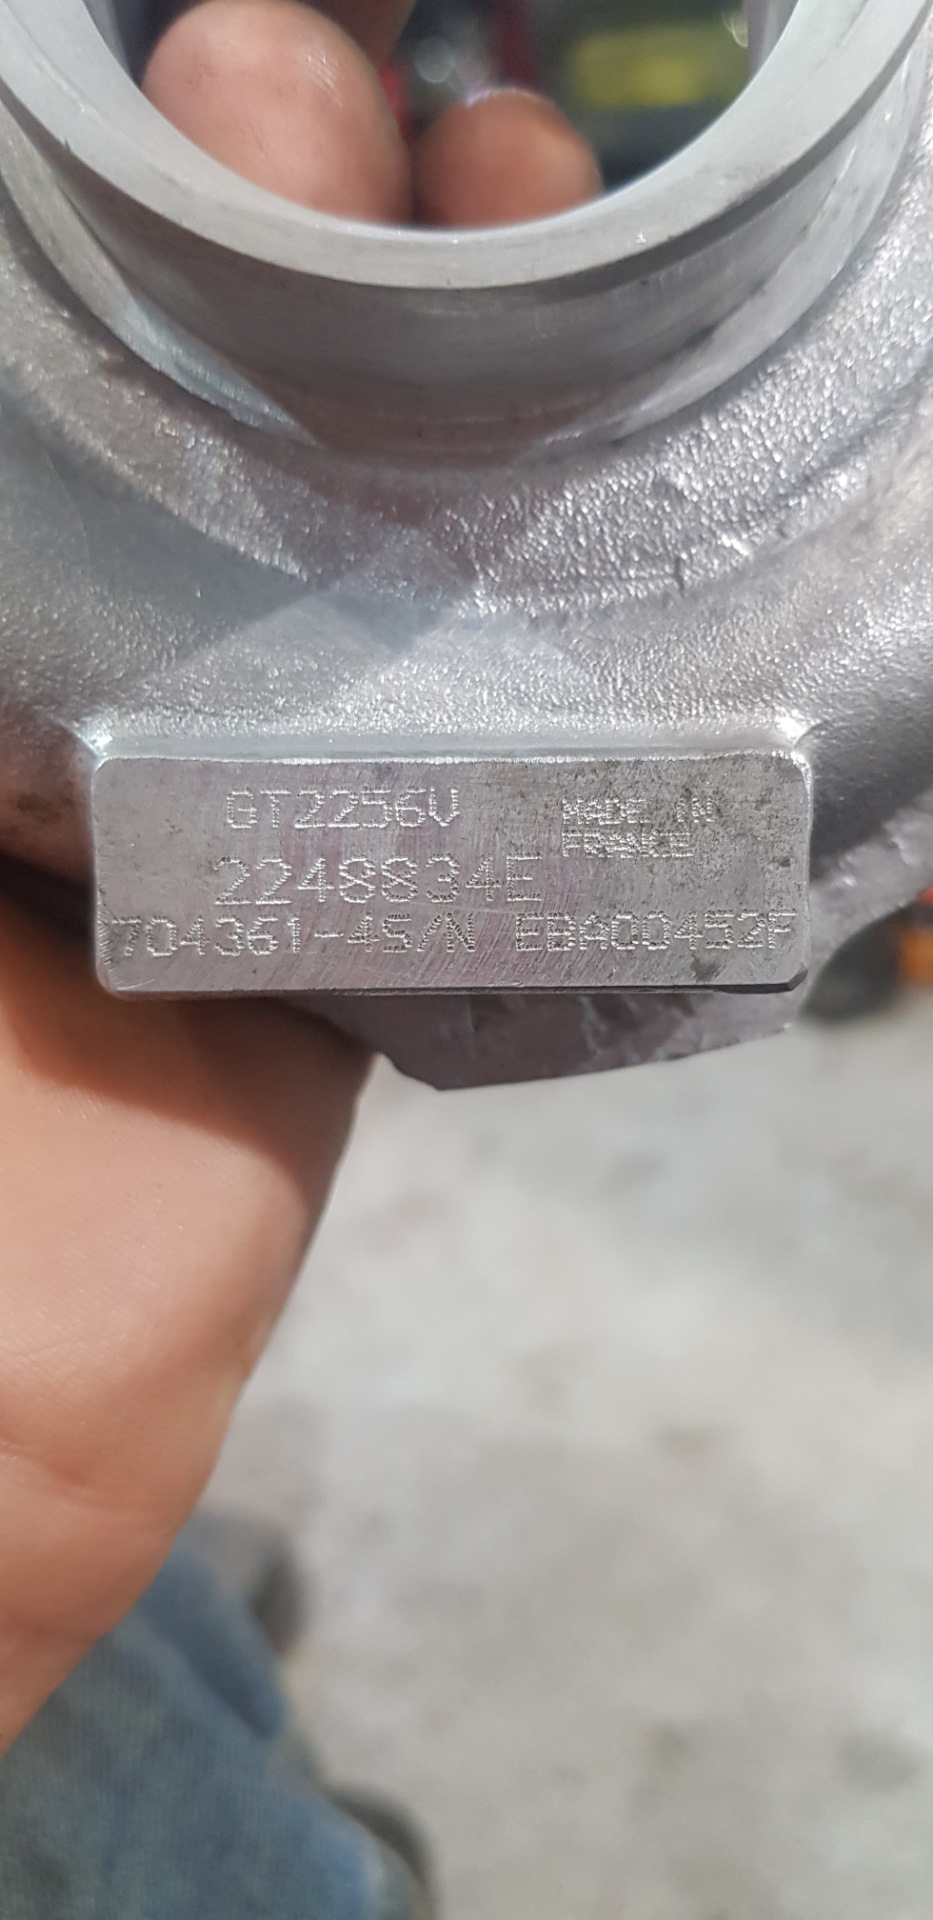 GT2256V
MADE IN
FRANCE
2248834E
704361-4S/N EBA00452F